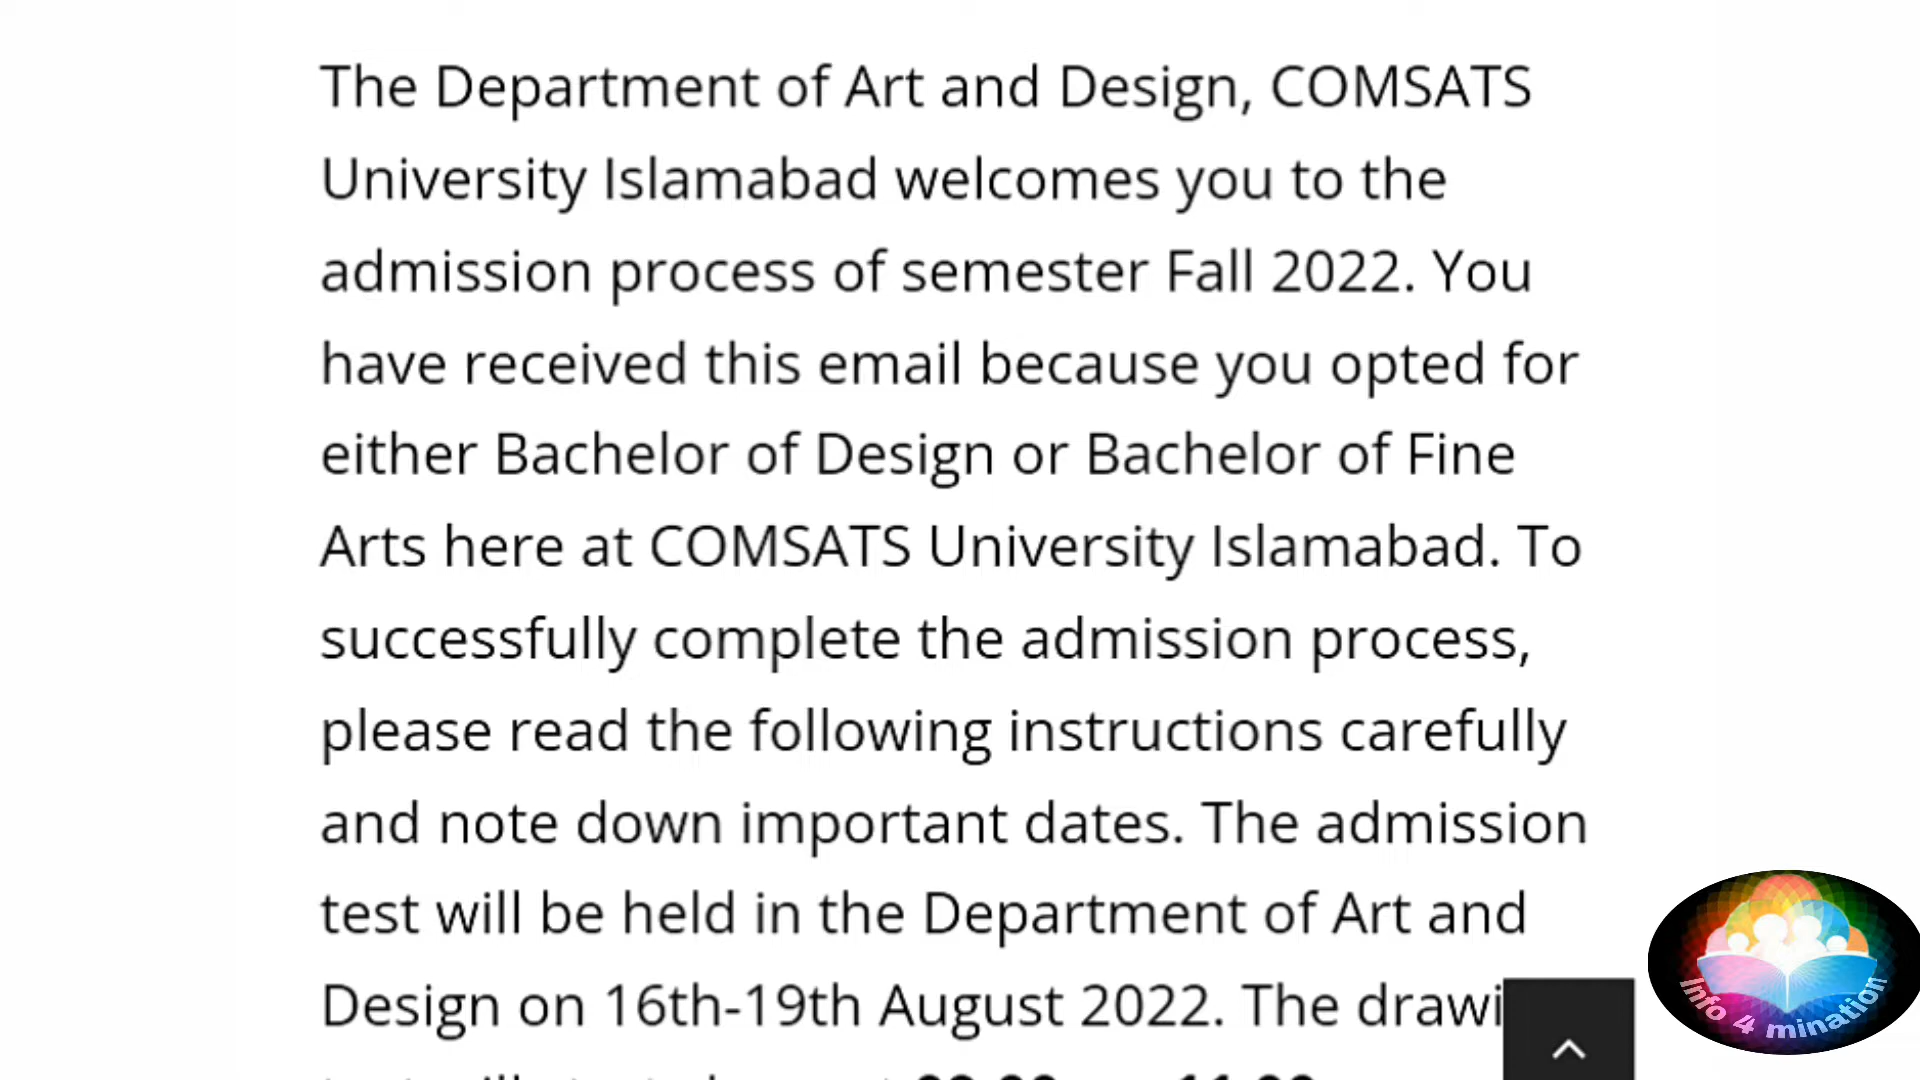 The Department of Art and Design, COMSATS
University Islamabad welcomes you to the
admission process of semester Fall 2022. You
have received this email because you opted for
either Bachelor of Design or Bachelor of Fine
Arts here at COMSATS University Islamabad. To
successfully complete the admission process,
please read the following instructions carefully
and note down important dates. The admission
test will be held in the Department of Art and
Design on 16th-19th August 2022. The drawi
Info 4 mination